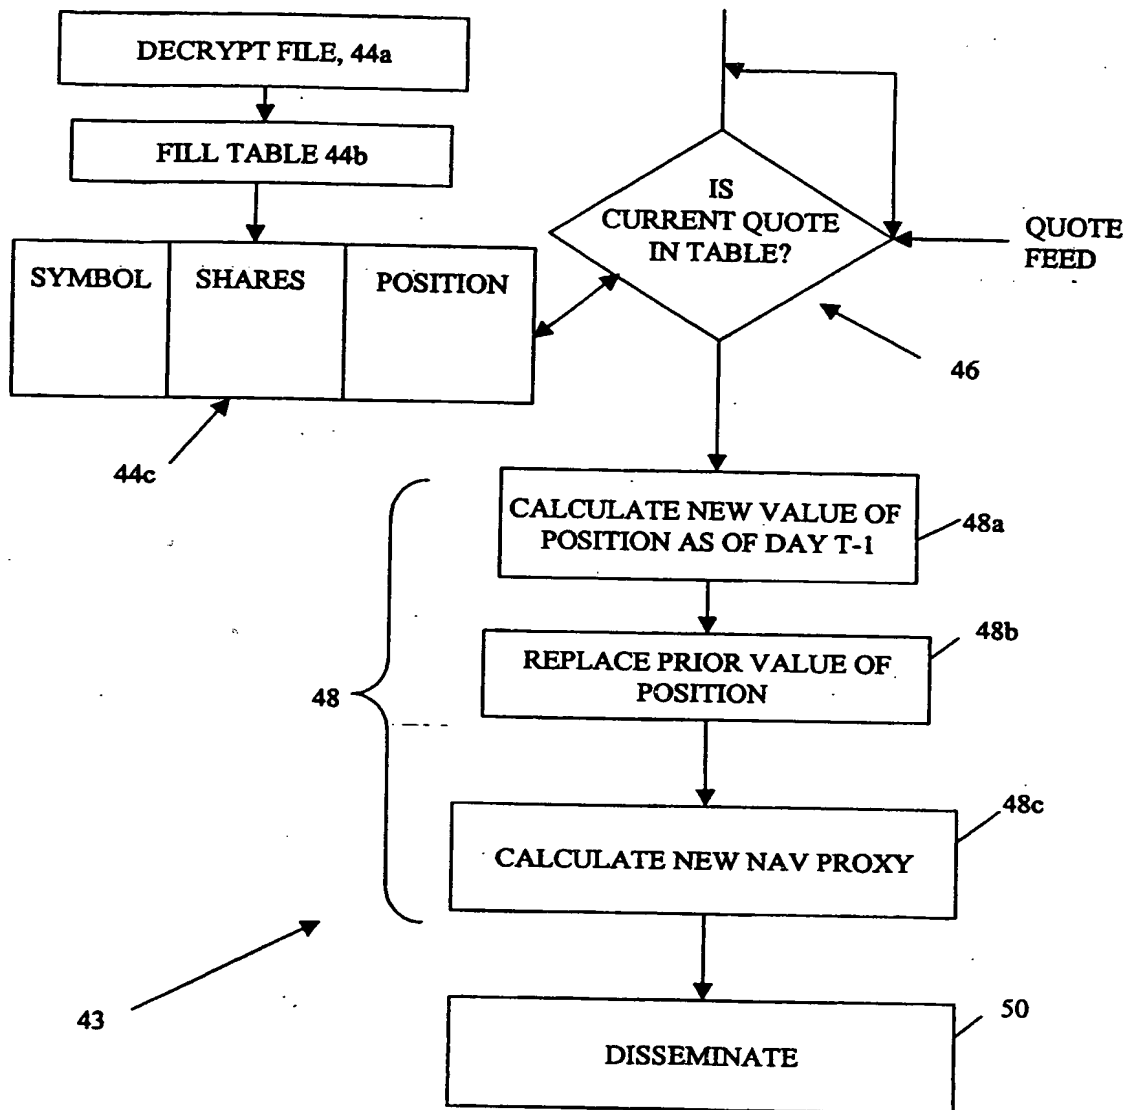 DECRYPT FILE, 44a
FILL TABLE 44b
SYMBOL
SHARES
POSITION
44c
IS
CURRENT QUOTE
IN TABLE?
QUOTE
FEED
46
CALCULATE NEW VALUE OF
POSITION AS OF DAY T-1
48a
REPLACE PRIOR VALUE OF
POSITION
48b
48
CALCULATE NEW NAV PROXY
48c
43
DISSEMINATE
50